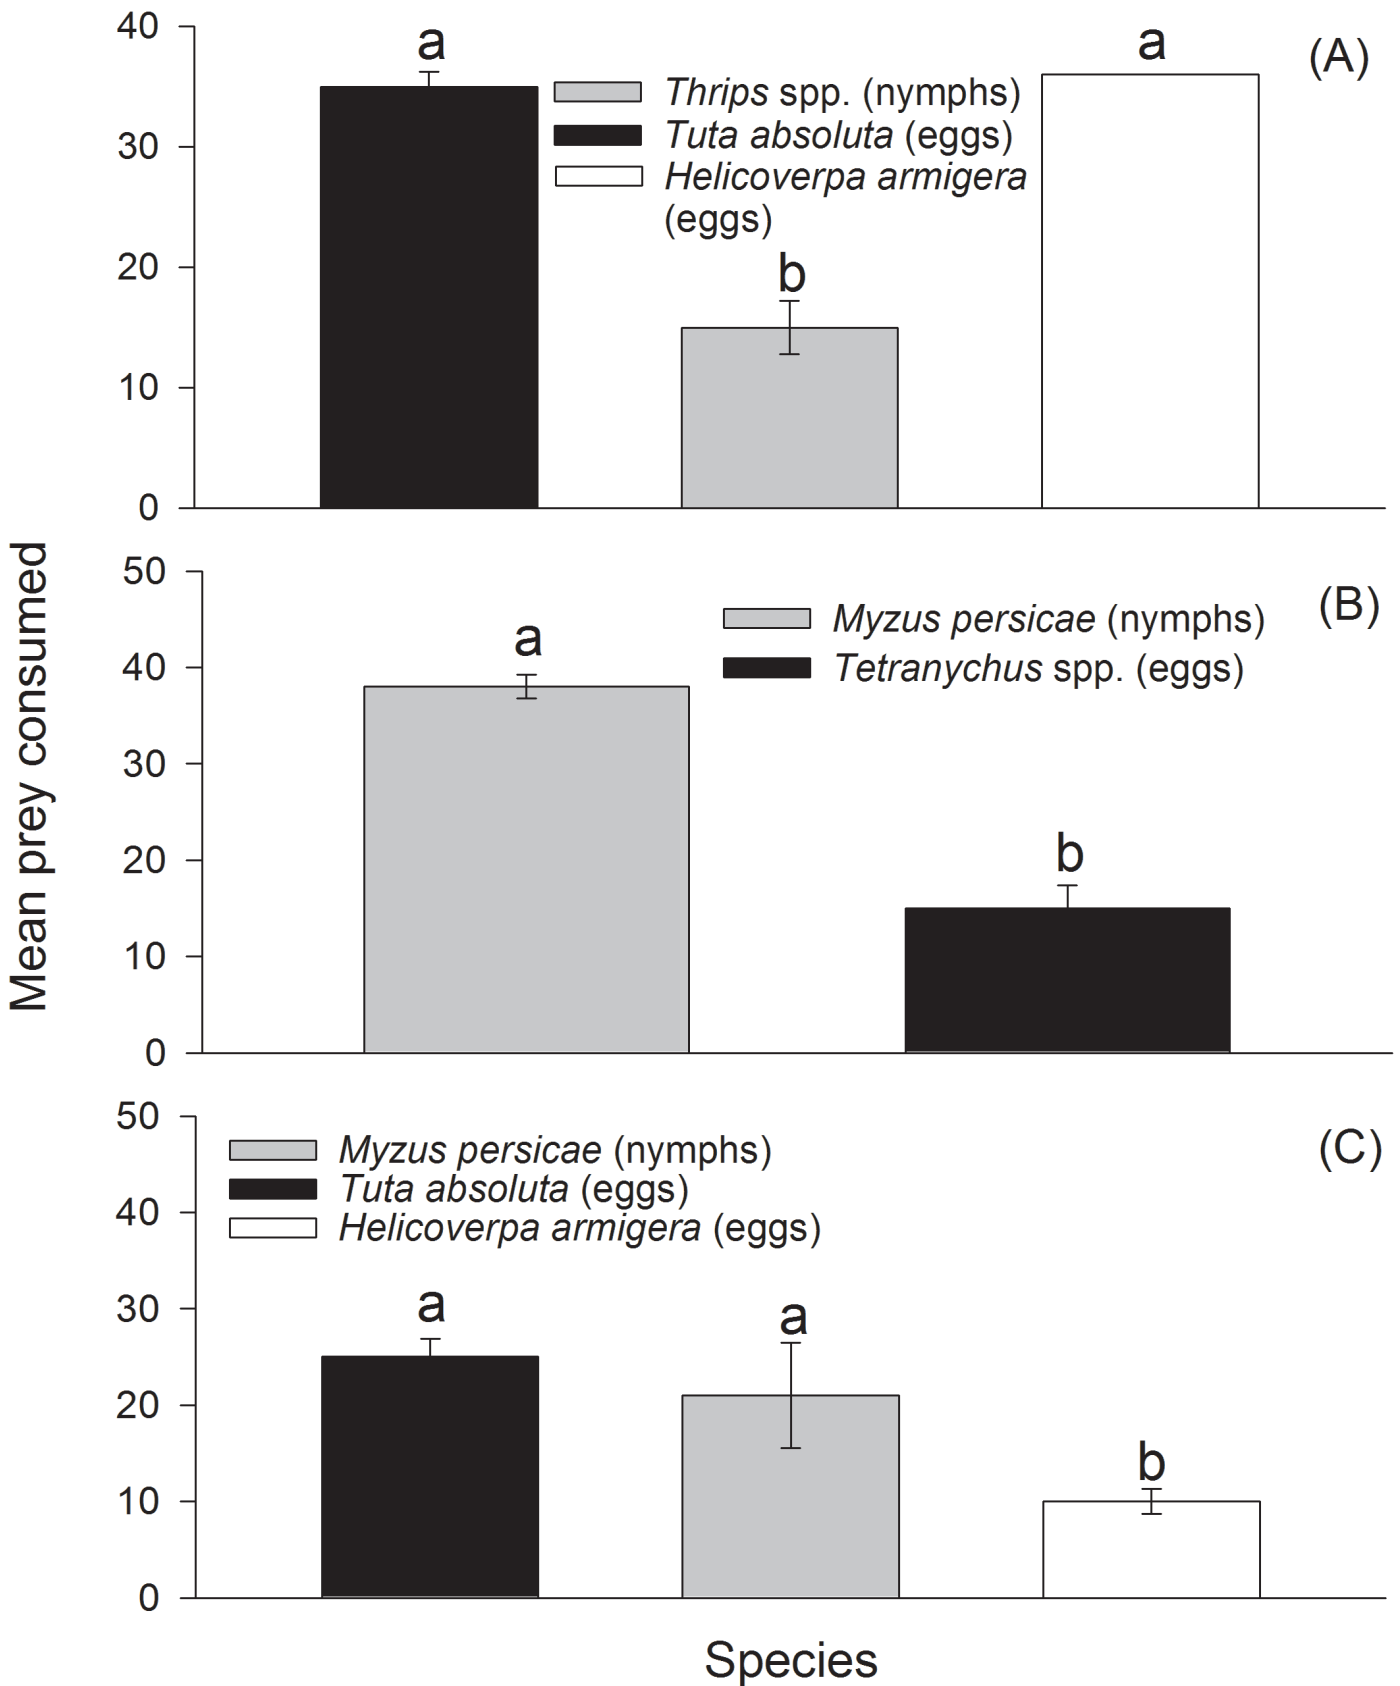 40
30
20
10
0
a
b
a
(A)
Thrips spp. (nymphs)
Tuta absoluta (eggs)
Helicoverpa armigera
(eggs)
Mean prey consumed
50
40
30
20
10
0
a
b
(B)
Myzus persicae (nymphs)
Tetranychus spp. (eggs)
50
40
30
20
10
0
(C)
Myzus persicae (nymphs)
Tuta absoluta (eggs)
Helicoverpa armigera (eggs)
a
a
b
Species